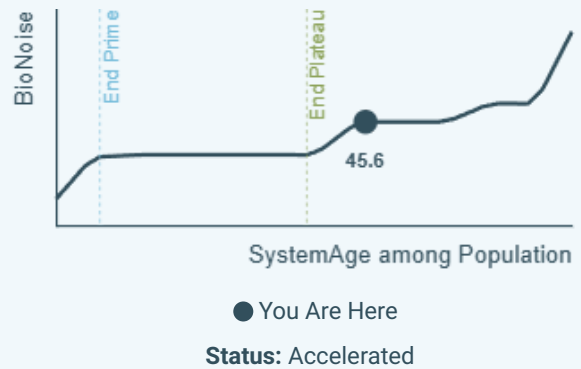 BioNoise
End Prime
End Plateau
45.6
SystemAge among Population
You Are Here
Status: Accelerated